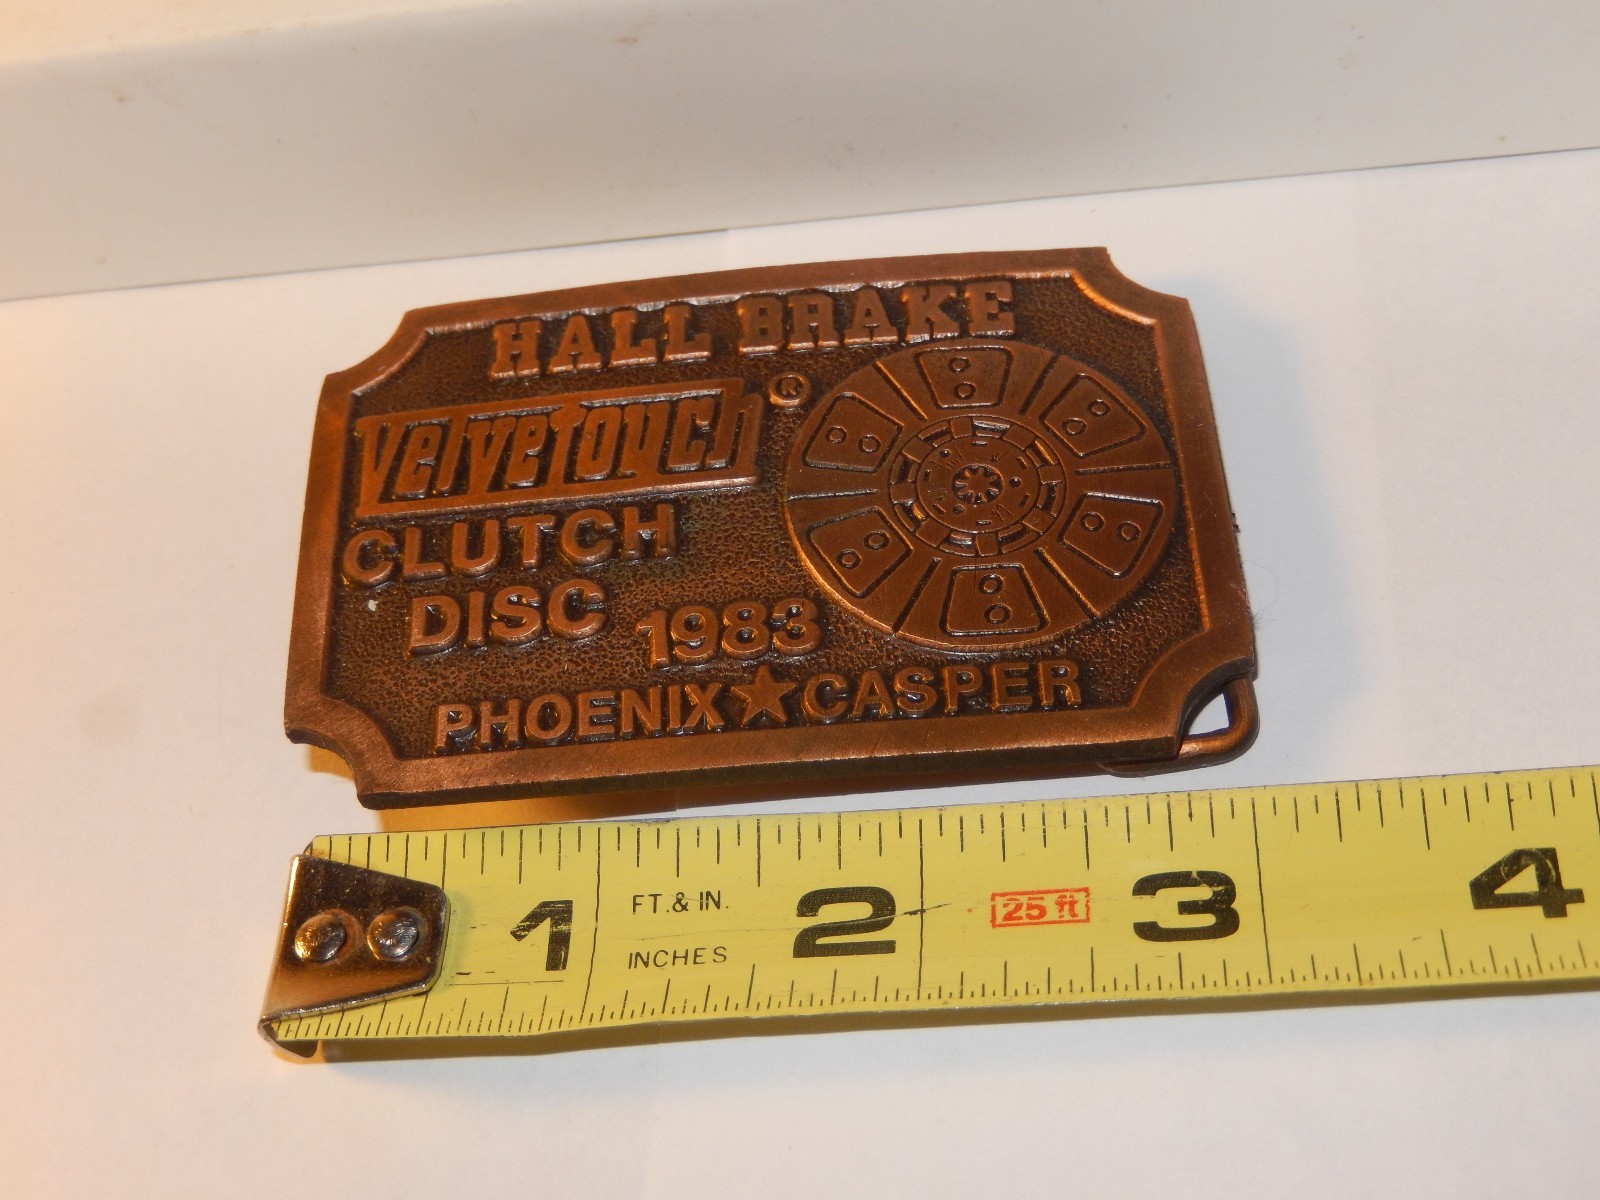 HALL BRAKE
Velvetouch ®
CLUTCH
DISC 1983
PHOENIX★CASPER
1 FT.& IN. 2 25 ft 3 4
INCHES